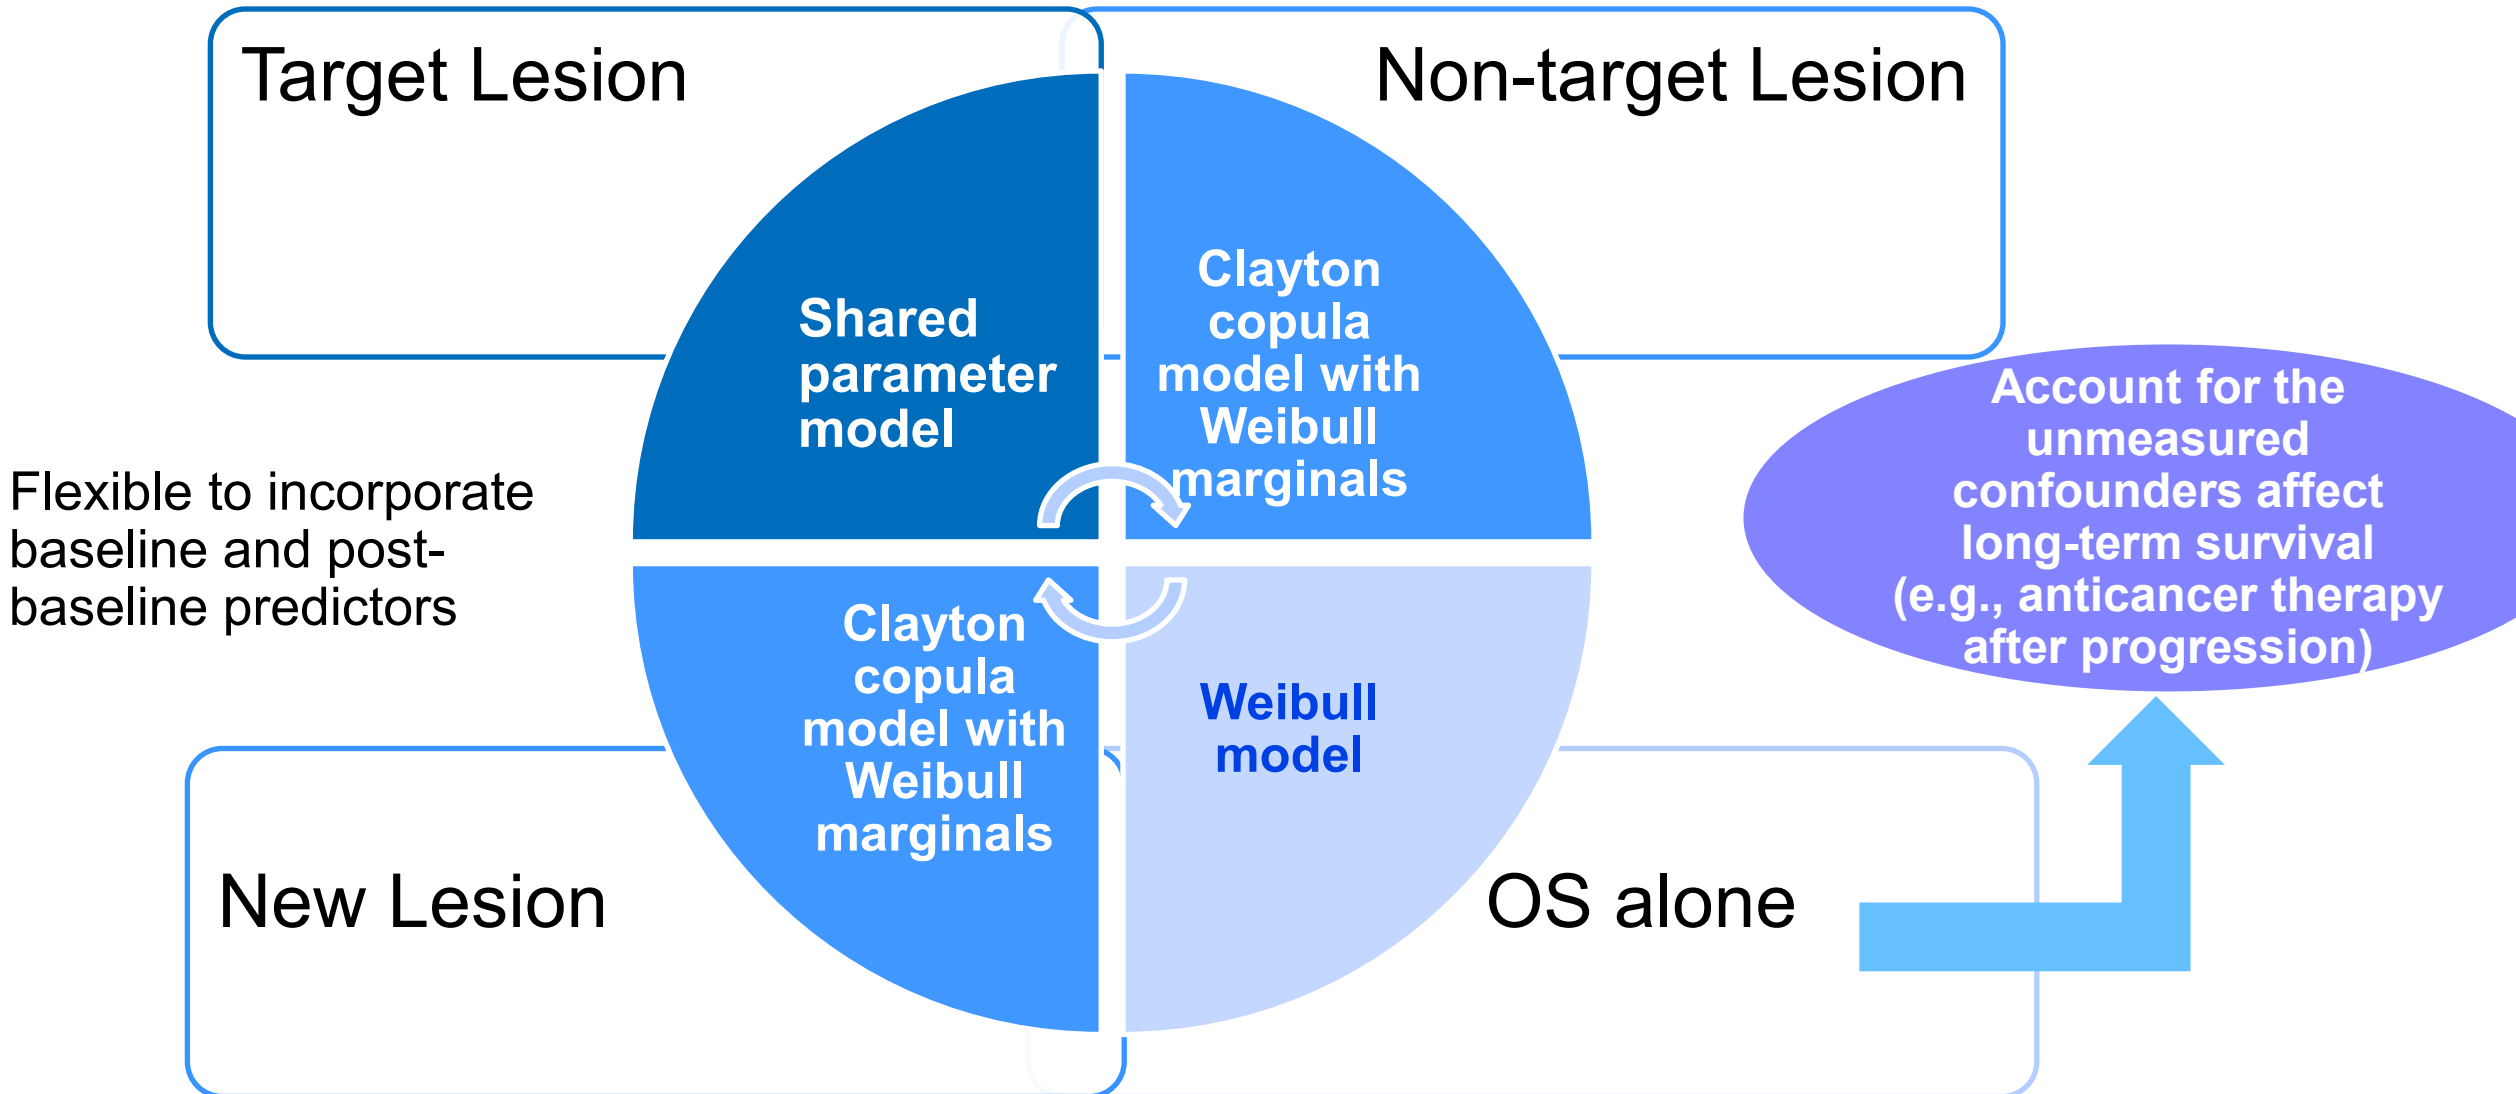 Target Lesion
Non-target Lesion
Shared
parameter
model
Clayton
copula
model with
Weibull
marginals
Account for the
unmeasured
confounders affect
long-term survival
(e.g., anticancer therapy
after progression)
Flexible to incorporate
baseline and post-
baseline predictors
Clayton
copula
model with
Weibull
marginals
Weibull
model
New Lesion
OS alone